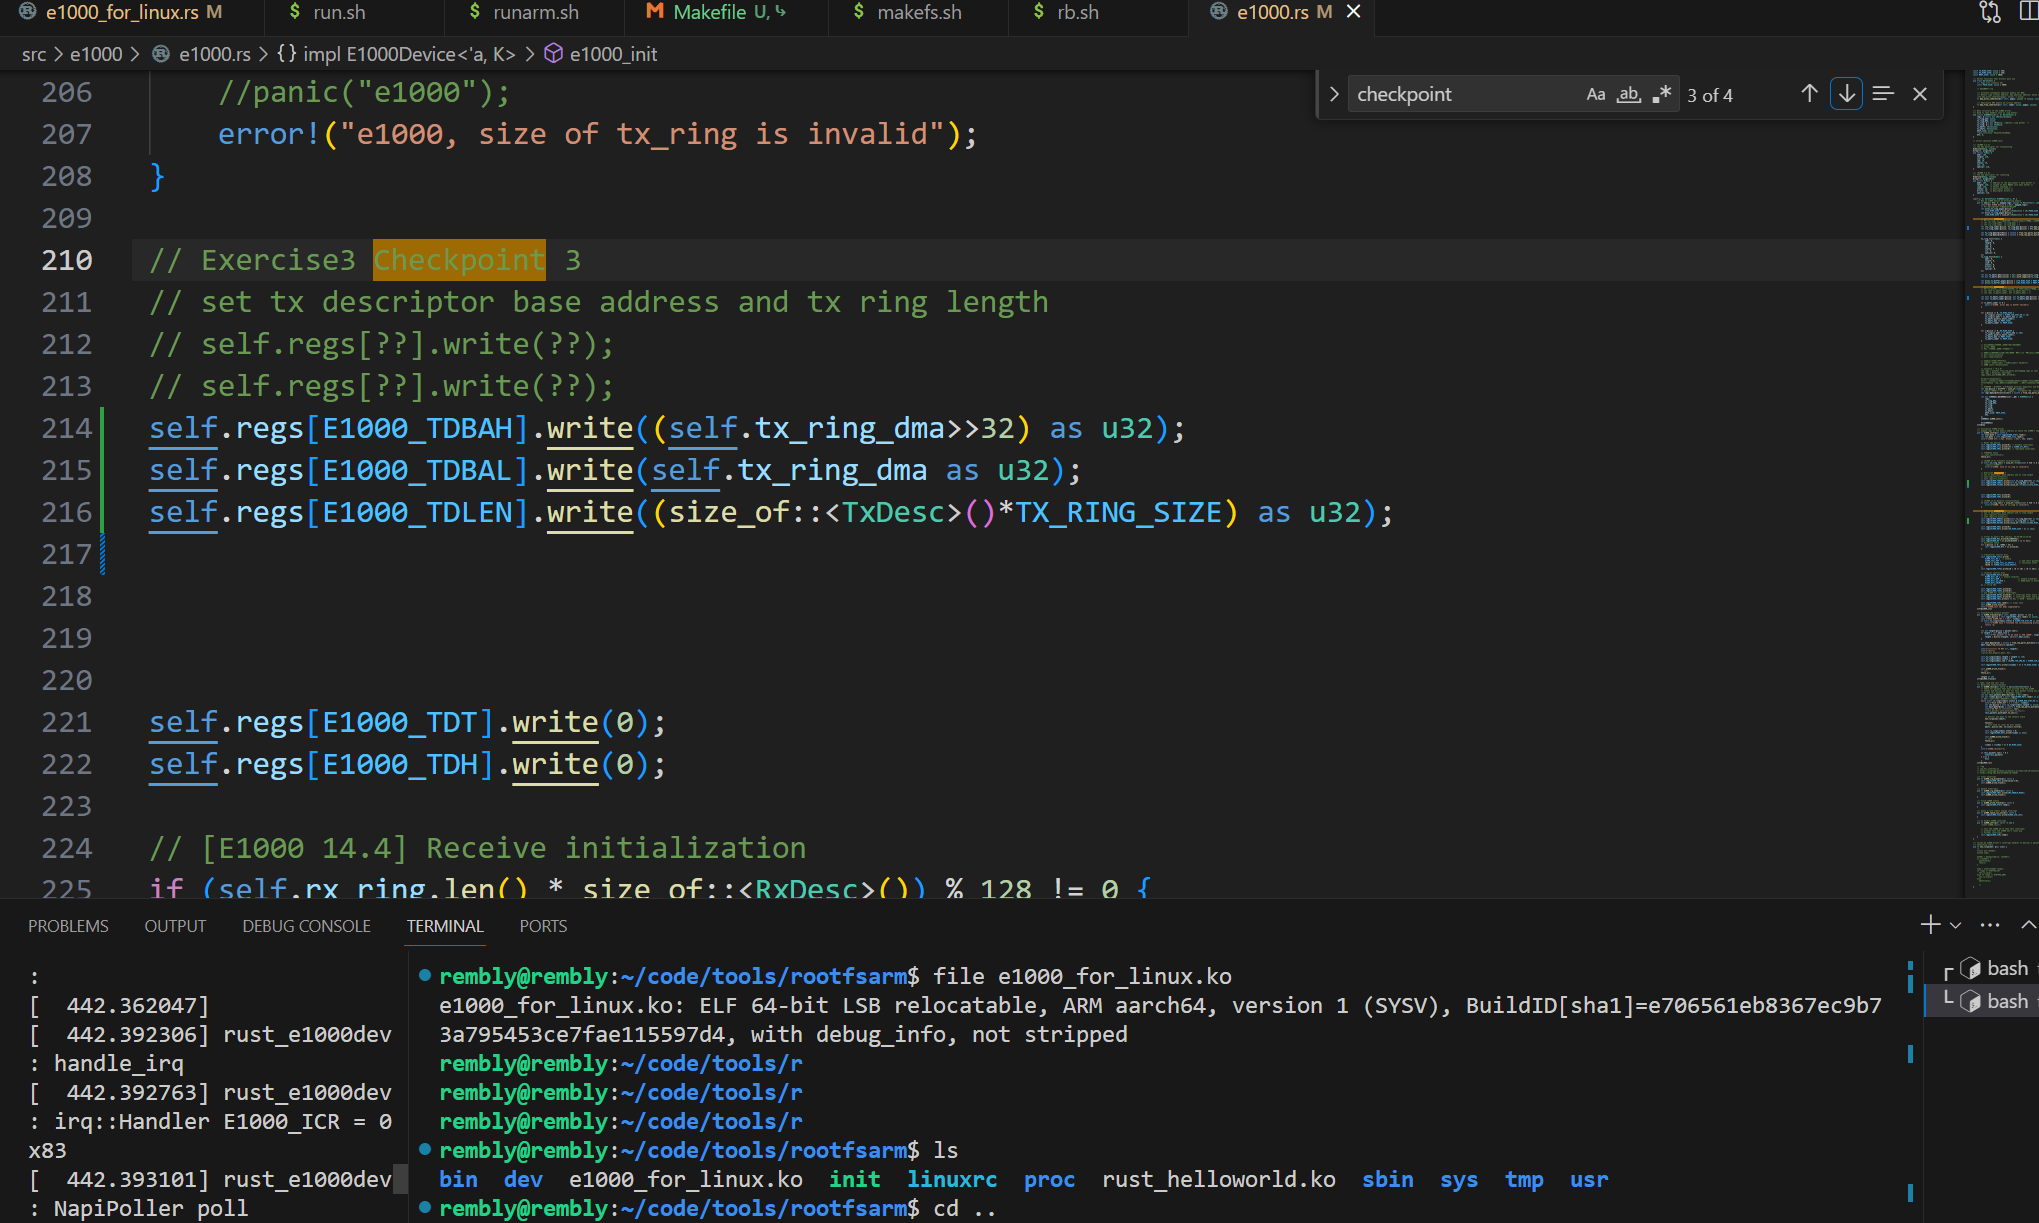 e1000_for_linux.rs M
$ run.sh
$ runarm.sh
M Makefile U,
$ makefs.sh
$ rb.sh
e1000.rs M
src > e1000 > e1000.rs > {} impl E1000Device<'a, K> > e1000_init
checkpoint Aa ab .* 3 of 4
206 //panic("e1000");
207 error!("e1000, size of tx_ring is invalid");
208 }
209
210 // Exercise3 Checkpoint 3
211 // set tx descriptor base address and tx ring length
212 // self.regs[??].write(??);
213 // self.regs[??].write(??);
214 self.regs[E1000_TDBAH].write((self.tx_ring_dma>>32) as u32);
215 self.regs[E1000_TDBAL].write(self.tx_ring_dma as u32);
216 self.regs[E1000_TDLEN].write((size_of::<TxDesc>()*TX_RING_SIZE) as u32);
217
218
219
220
221 self.regs[E1000_TDT].write(0);
222 self.regs[E1000_TDH].write(0);
223
224 // [E1000 14.4] Receive initialization
225 if (self.rx_ring.len() * size_of::<RxDesc>()) % 128 != 0 {
PROBLEMS OUTPUT DEBUG CONSOLE TERMINAL PORTS
:
[ 442.362047]
[ 442.392306] rust_e1000dev
: handle_irq
[ 442.392763] rust_e1000dev
: irq::Handler E1000_ICR = 0
x83
[ 442.393101] rust_e1000dev
: NapiPoller poll
rembly@rembly:~/code/tools/rootfsarm$ file e1000_for_linux.ko
e1000_for_linux.ko: ELF 64-bit LSB relocatable, ARM aarch64, version 1 (SYSV), BuildID[sha1]=e706561eb8367ec9b7
3a795453ce7fae115597d4, with debug_info, not stripped
rembly@rembly:~/code/tools/r
rembly@rembly:~/code/tools/r
rembly@rembly:~/code/tools/r
rembly@rembly:~/code/tools/rootfsarm$ ls
bin dev e1000_for_linux.ko init linuxrc proc rust_helloworld.ko sbin sys tmp usr
rembly@rembly:~/code/tools/rootfsarm$ cd ..
bash
bash